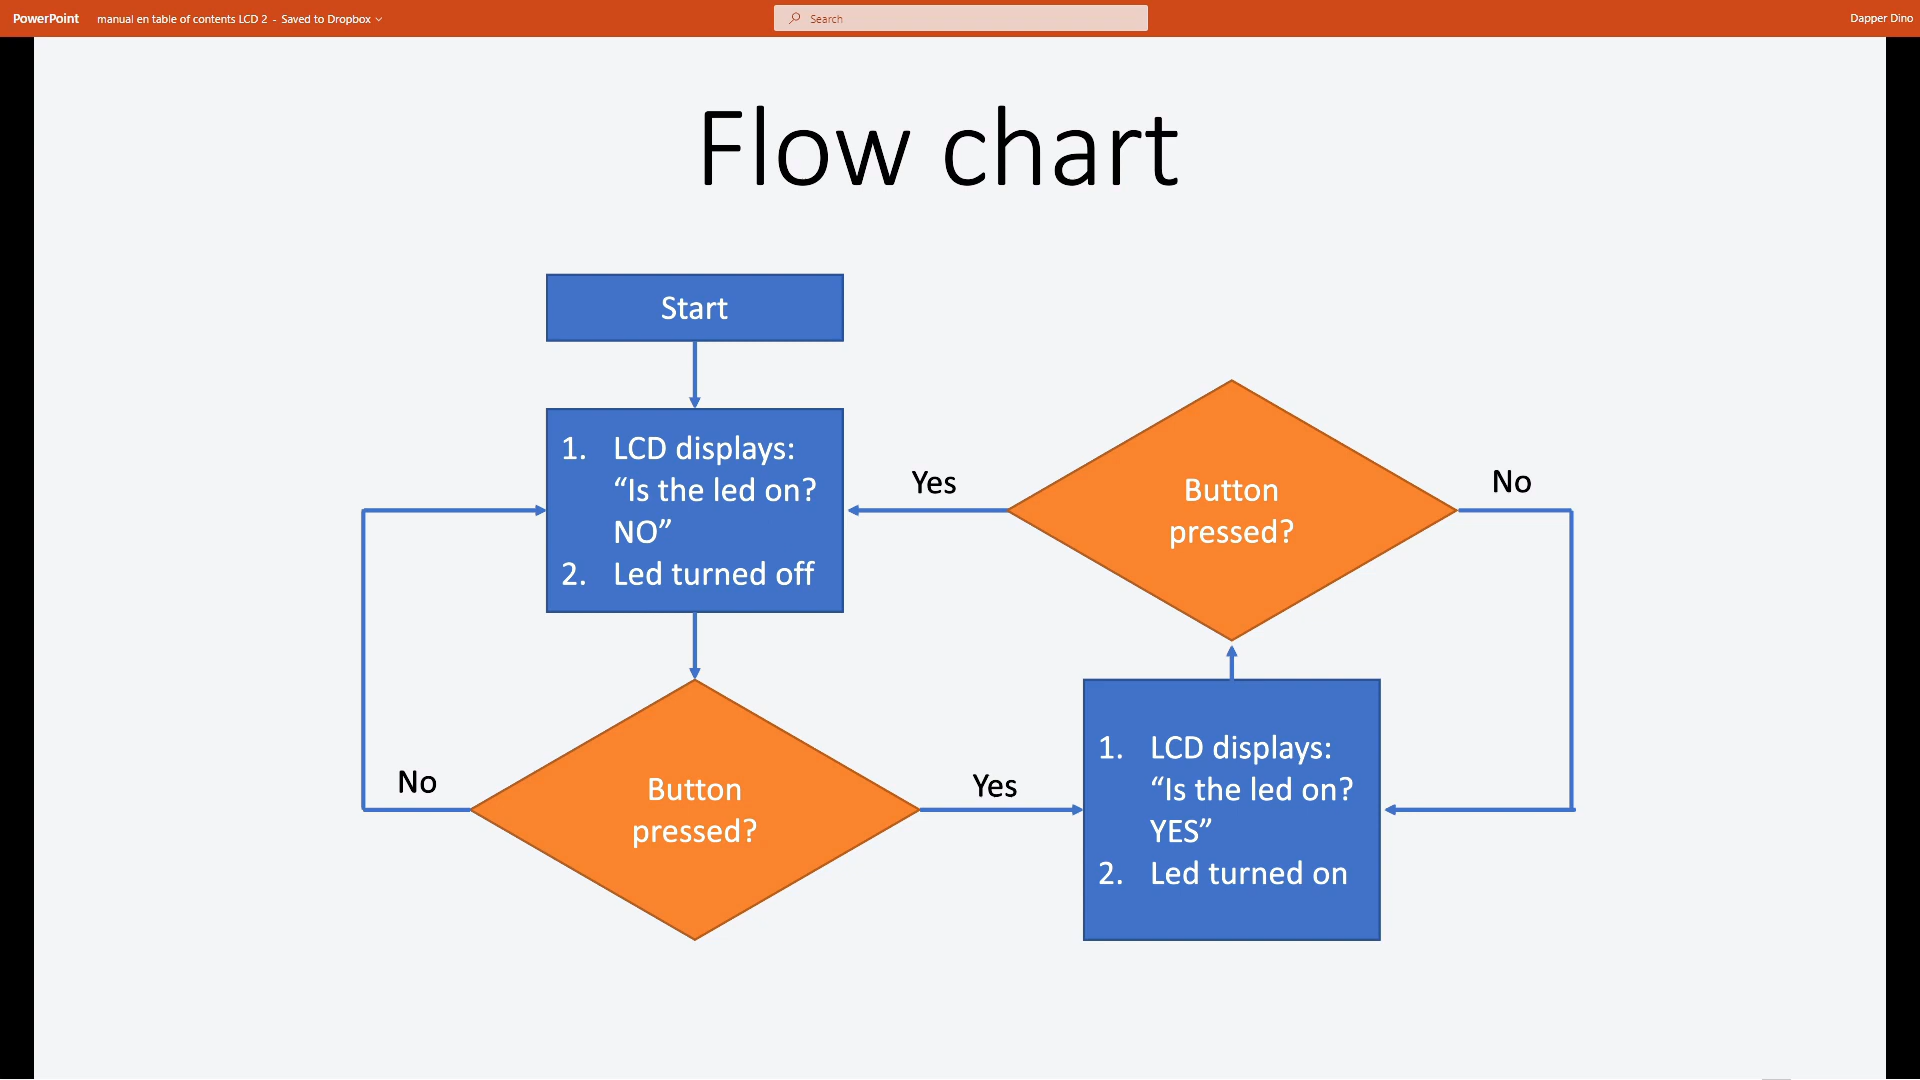 PowerPoint manual en table of contents LCD 2 - Saved to Dropbox
Search
Dapper Dino
Flow chart
Start
1. LCD displays:
“Is the led on?
NO”
2. Led turned off
Yes
Button
pressed?
No
No
Button
pressed?
Yes
1. LCD displays:
“Is the led on?
YES”
2. Led turned on